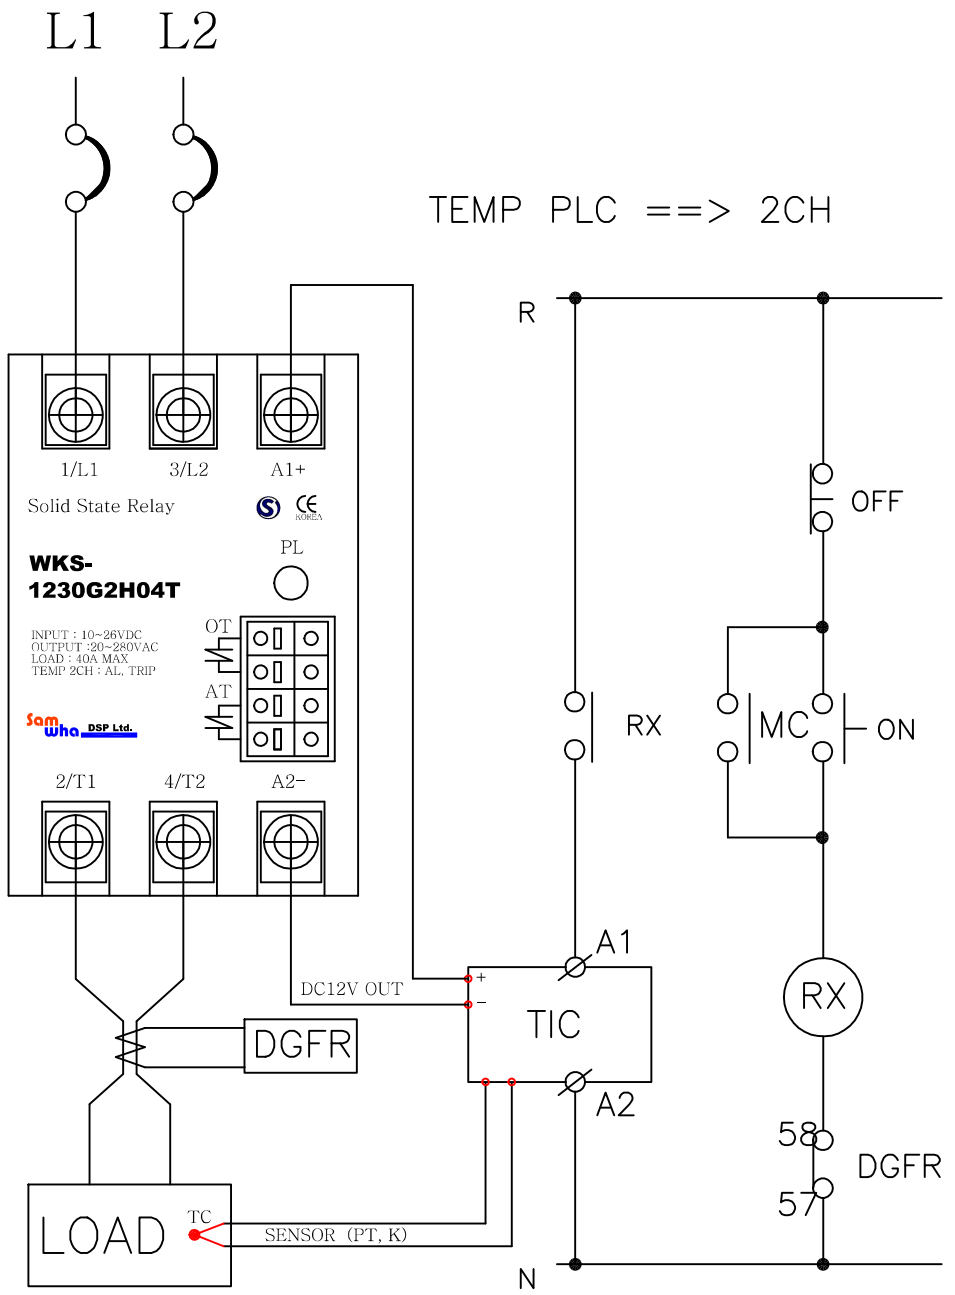 L1 L2
TEMP PLC ==> 2CH
R
1/L1 3/L2 A1+
Solid State Relay
S CE
KOREA
OFF
PL
WKS-
1230G2H04T
OT
INPUT : 10~26VDC
OUTPUT :20~280VAC
LOAD : 40A MAX
TEMP 2CH : AL, TRIP
AT
Sam
wha DSP Ltd.
RX MC ON
2/T1 4/T2 A2-
A1
+
DC12V OUT
-
RX
TIC
DGFR
A2
58
DGFR
57
TC
LOAD
SENSOR (PT, K)
N